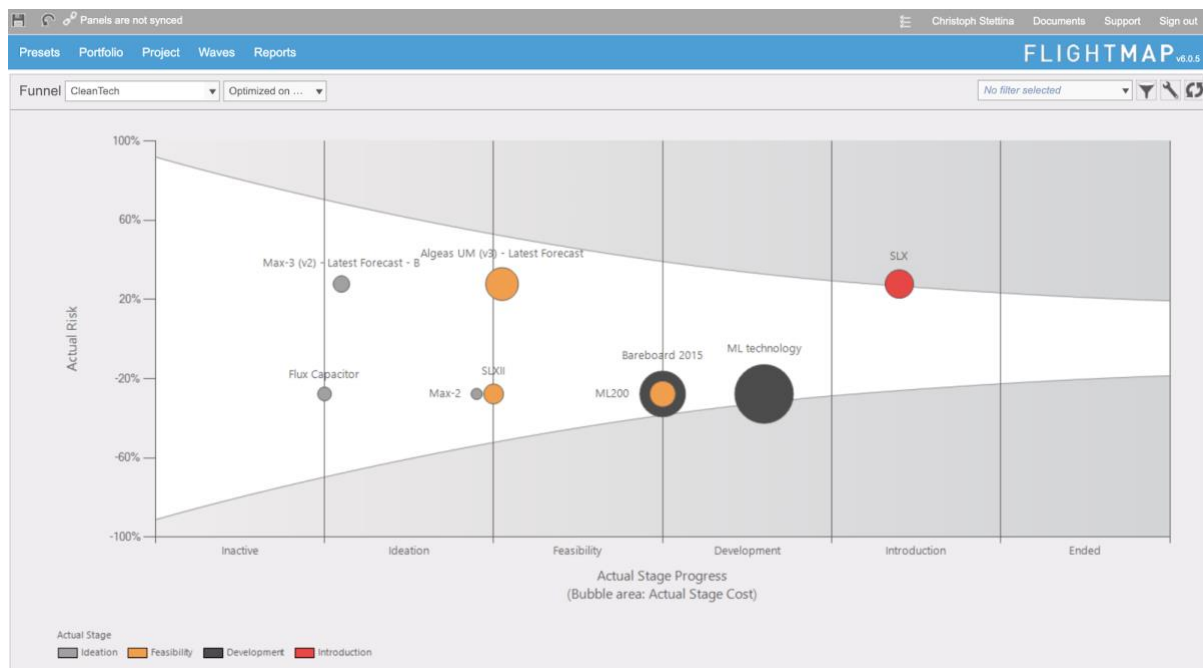 Panels are not synced
Christoph Stettina Documents Support Sign out
Presets Portfolio Project Waves Reports
FLIGHTMAP v6.0.5
Funnel CleanTech Optimized on ... No filter selected
100%
60%
20%
-20%
-60%
-100%
Actual Risk
Max-3 (v2) - Latest Forecast - B
Algeas UM (v3) - Latest Forecast
SLX
Flux Capacitor
Max-2
SLXII
Bareboard 2015
ML200
ML technology
Inactive Ideation Feasibility Development Introduction Ended
Actual Stage Progress
(Bubble area: Actual Stage Cost)
Actual Stage
Ideation Feasibility Development Introduction